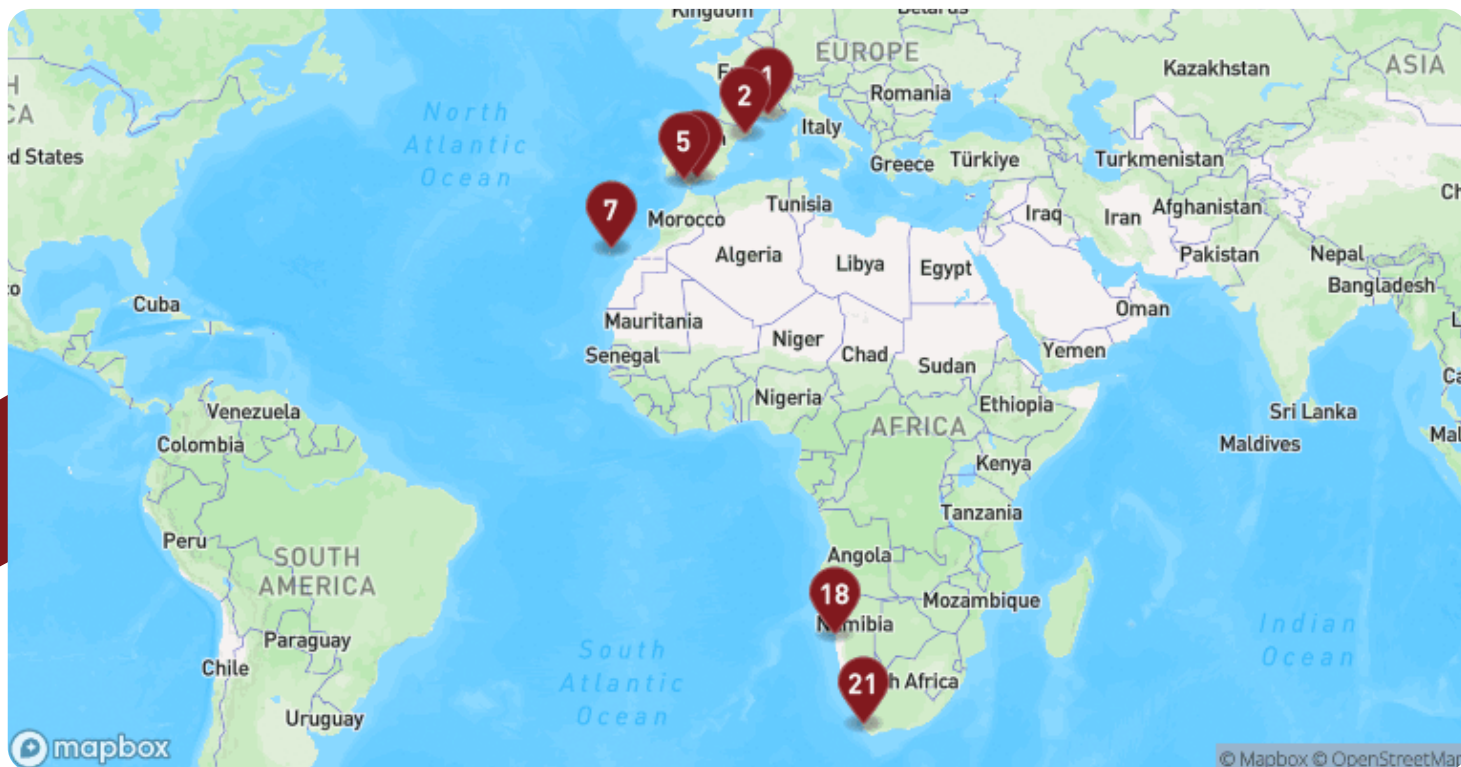 Kingdom
Belarus
EUROPE
Kazakhstan
ASIA
1
2
Romania
North
Atlantic
Ocean
Italy
d States
5
Greece
Türkiye
Turkmenistan
Iraq
Iran
Afghanistan
7
Morocco
Tunisia
Algeria
Libya
Egypt
Pakistan
Nepal
Bangladesh
Cuba
Oman
Mauritania
Niger
Senegal
Chad
Sudan
Yemen
Nigeria
Ethiopia
Venezuela
Sri Lanka
Colombia
AFRICA
Maldives
Kenya
Tanzania
Peru
SOUTH
AMERICA
Angola
18
Mozambique
Namibia
Indian
Ocean
Paraguay
Chile
South
Atlantic
Ocean
21
h Africa
Uruguay
mapbox
© Mapbox © OpenStreetMap